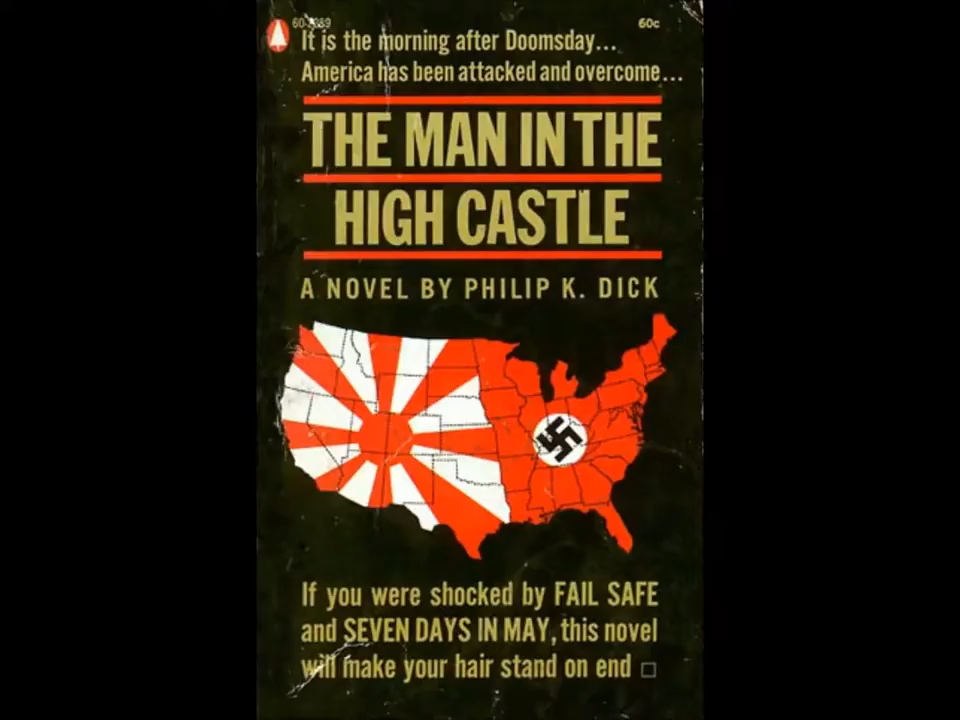 60c
It is the morning after Doomsday...
America has been attacked and overcome...
THE MAN IN THE
HIGH CASTLE
A NOVEL BY PHILIP K. DICK
If you were shocked by FAIL SAFE
and SEVEN DAYS IN MAY, this novel
will make your hair stand on end